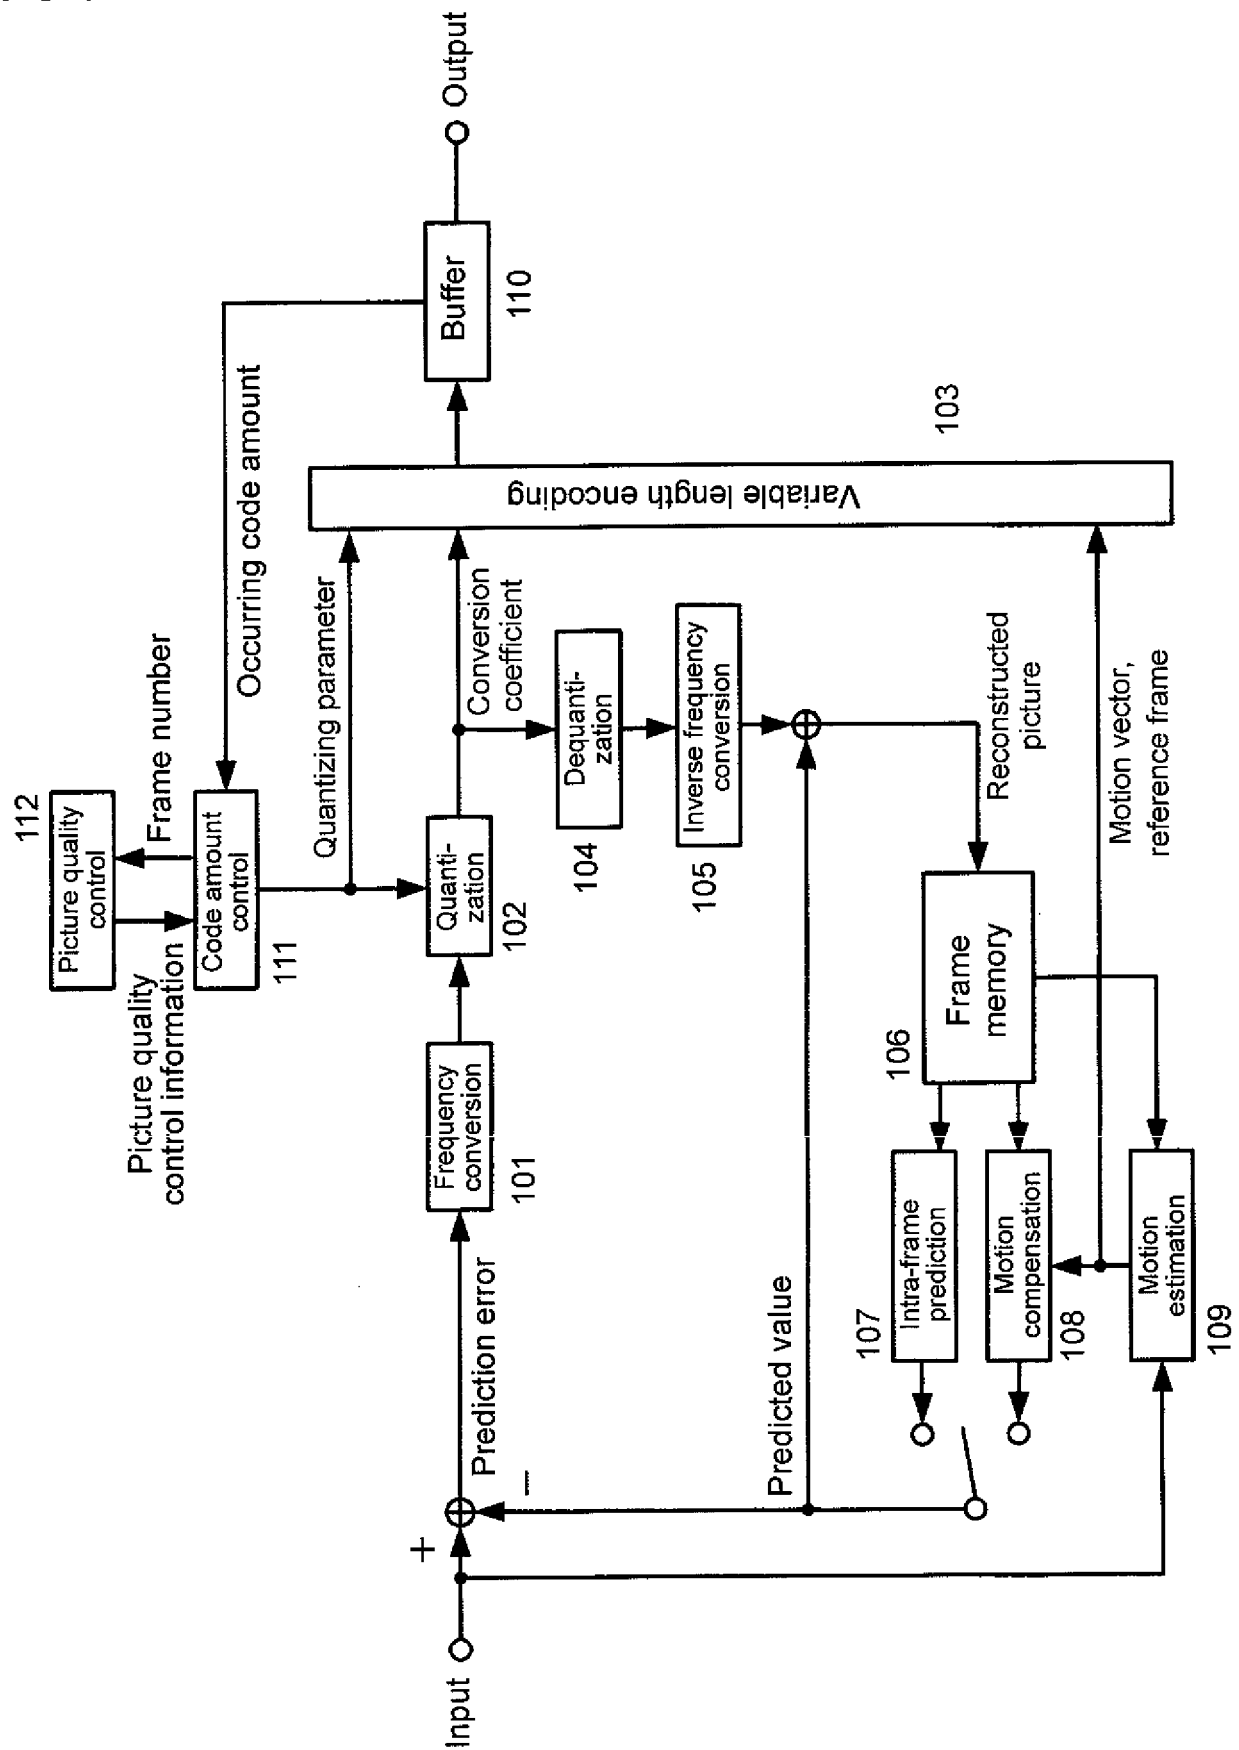 112
Picture quality
control
Frame number
Picture quality
control information
Code amount
control
111
Occurring code amount
Quantizing parameter
Input
+
−
Prediction error
Frequency
conversion
101
Quanti-
zation
102
Conversion
coefficient
Variable length encoding
103
Buffer
110
Output
Dequanti-
zation
104
Inverse frequency
conversion
105
Predicted value
Reconstructed
picture
Frame
memory
106
Intra-frame
prediction
107
Motion
compensation
108
Motion
estimation
109
Motion vector,
reference frame